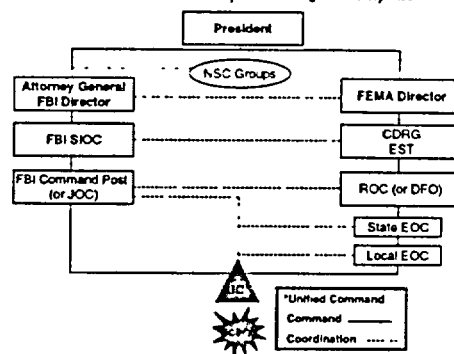 President
NSC Groups
Attorney General
FBI Director
FEMA Director
FBI SIOC
CDRG
EST
FBI Command Post
(or JOC)
ROC (or DFO)
State EOC
Local EOC
*Unified Command
Command
Coordination